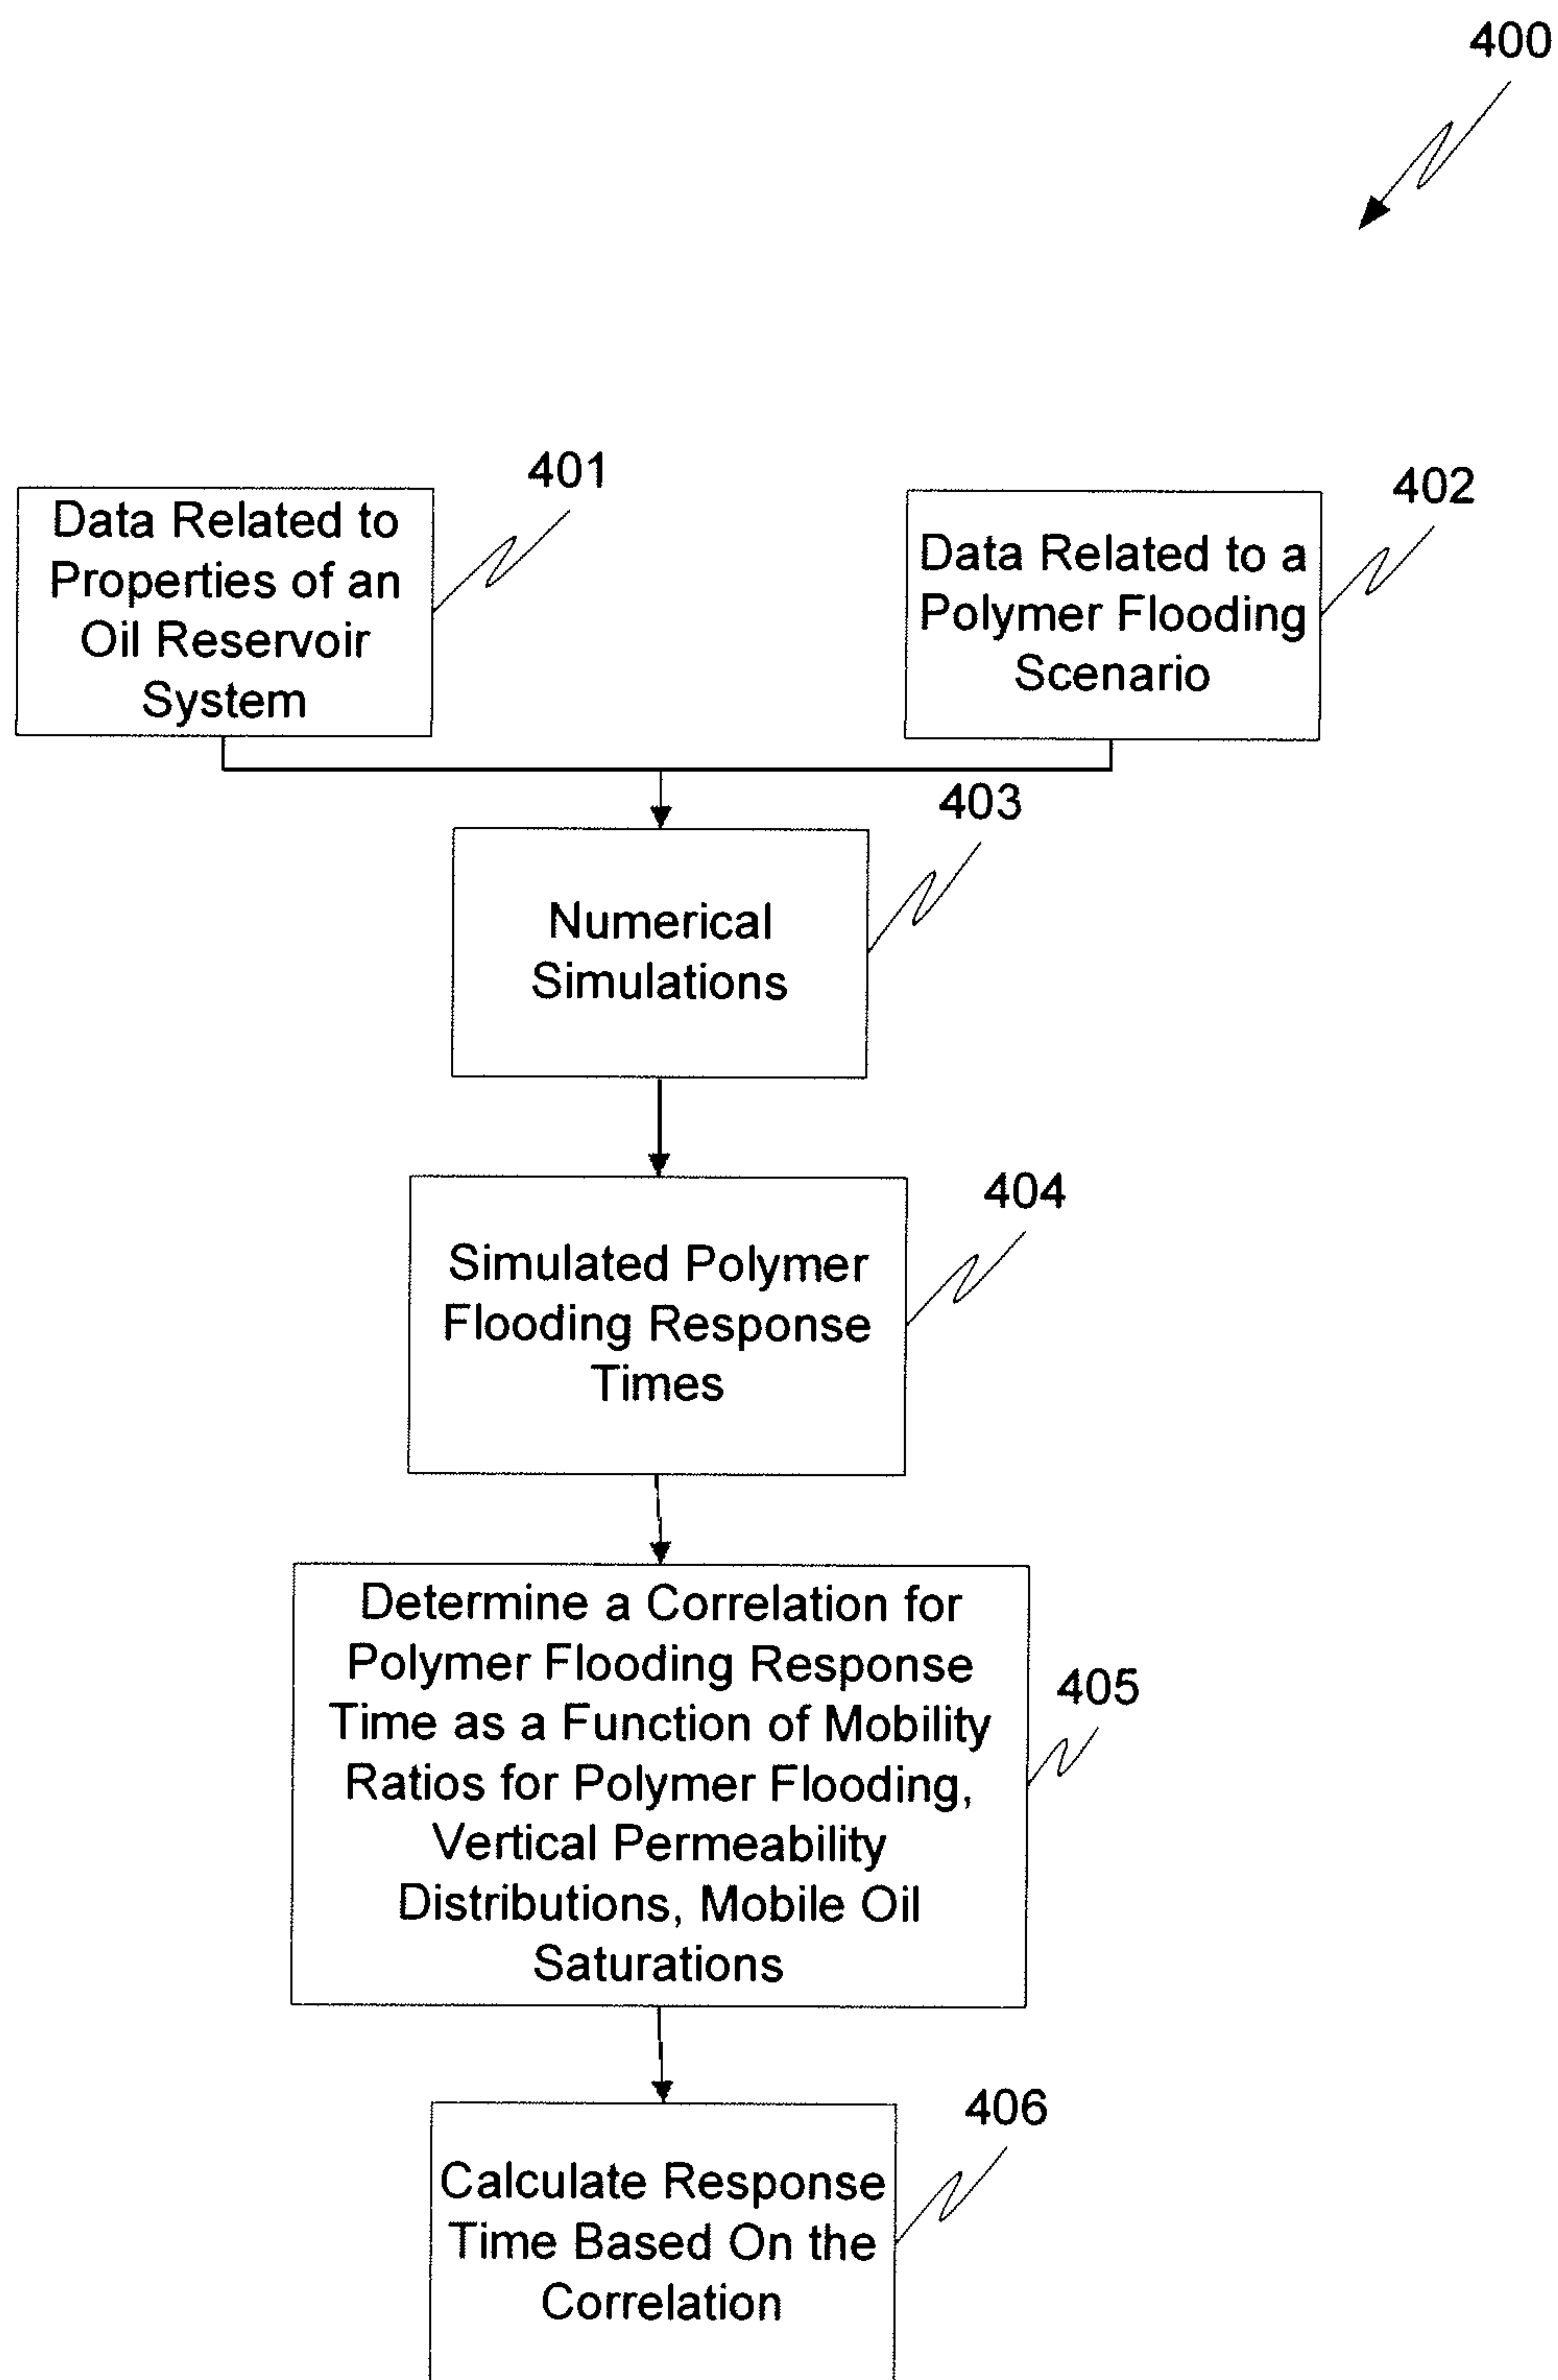 400
401
Data Related to
Properties of an
Oil Reservoir
System
402
Data Related to a
Polymer Flooding
Scenario
403
Numerical
Simulations
404
Simulated Polymer
Flooding Response
Times
405
Determine a Correlation for
Polymer Flooding Response
Time as a Function of Mobility
Ratios for Polymer Flooding,
Vertical Permeability
Distributions, Mobile Oil
Saturations
406
Calculate Response
Time Based On the
Correlation